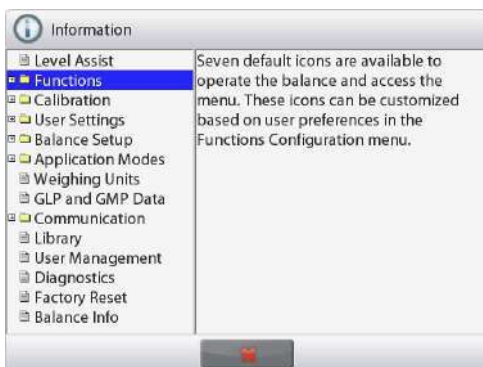 Information
Level Assist
Functions
Calibration
User Settings
Balance Setup
Application Modes
Weighing Units
GLP and GMP Data
Communication
Library
User Management
Diagnostics
Factory Reset
Balance Info
Seven default icons are available to
operate the balance and access the
menu. These icons can be customized
based on user preferences in the
Functions Configuration menu.